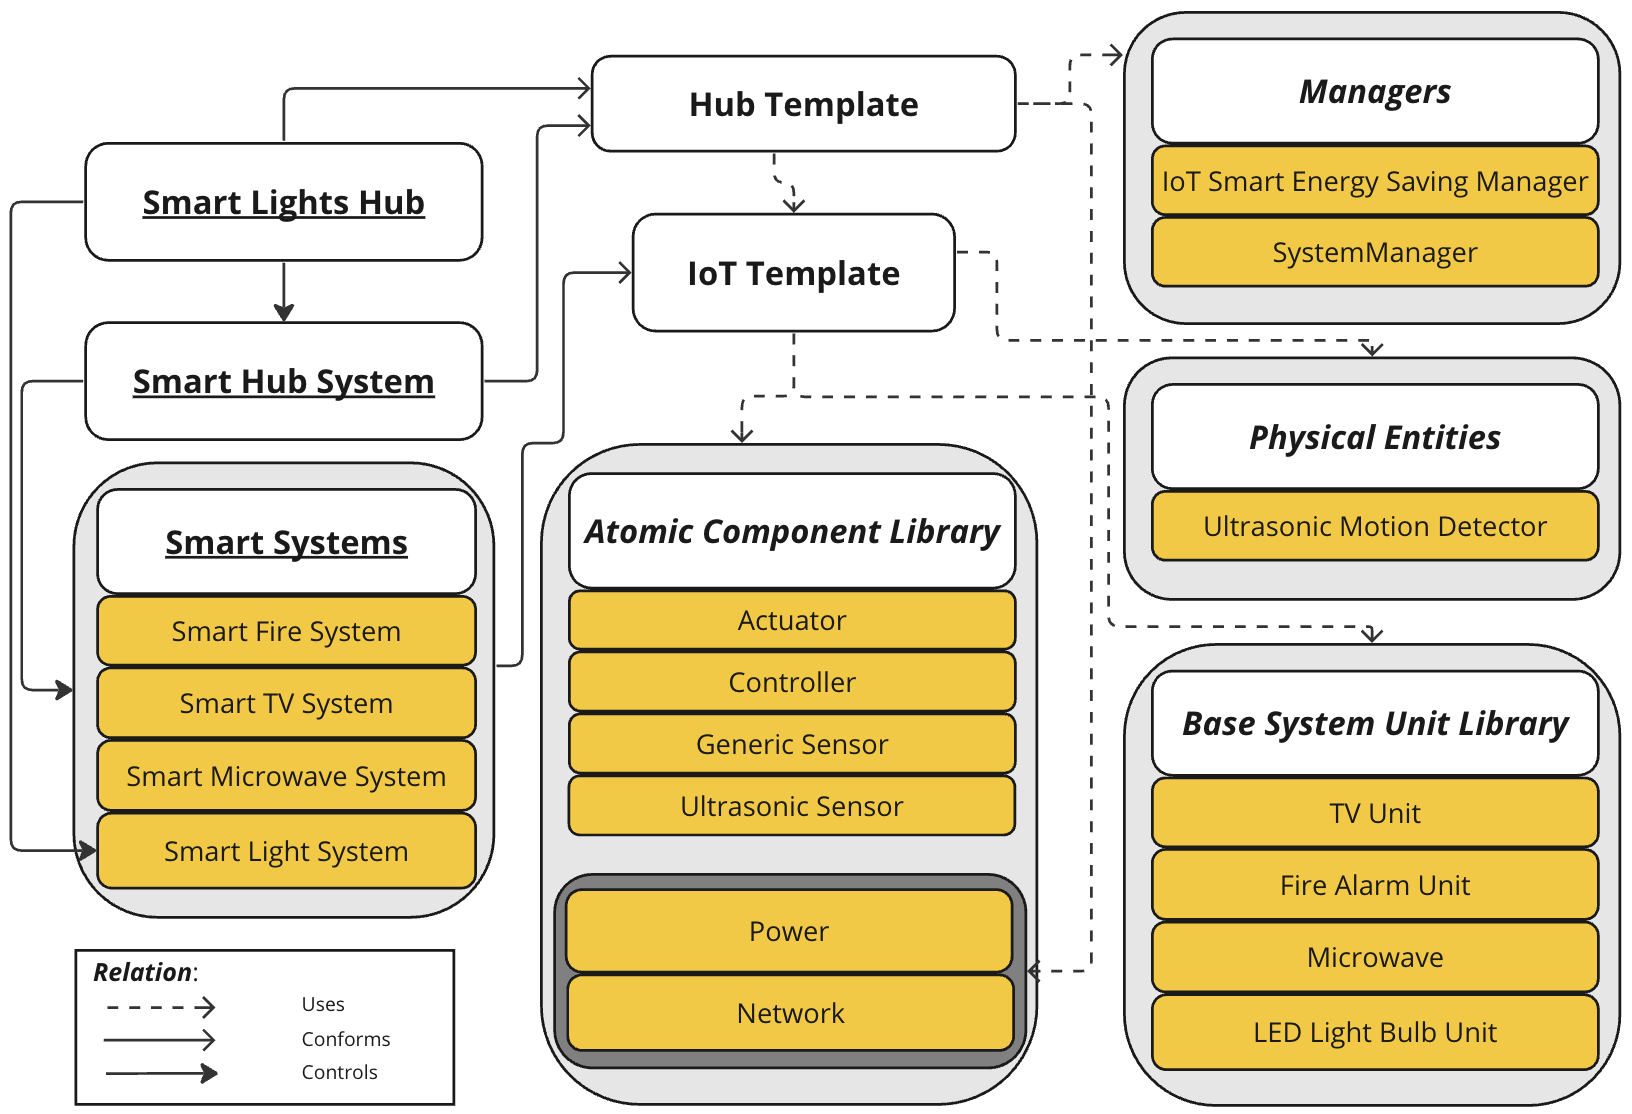 Hub Template
Managers
IoT Smart Energy Saving Manager
SystemManager
Smart Lights Hub
IoT Template
Smart Hub System
Physical Entities
Ultrasonic Motion Detector
Smart Systems
Smart Fire System
Smart TV System
Smart Microwave System
Smart Light System
Atomic Component Library
Actuator
Controller
Generic Sensor
Ultrasonic Sensor
Power
Network
Base System Unit Library
TV Unit
Fire Alarm Unit
Microwave
LED Light Bulb Unit
Relation:
Uses
Conforms
Controls